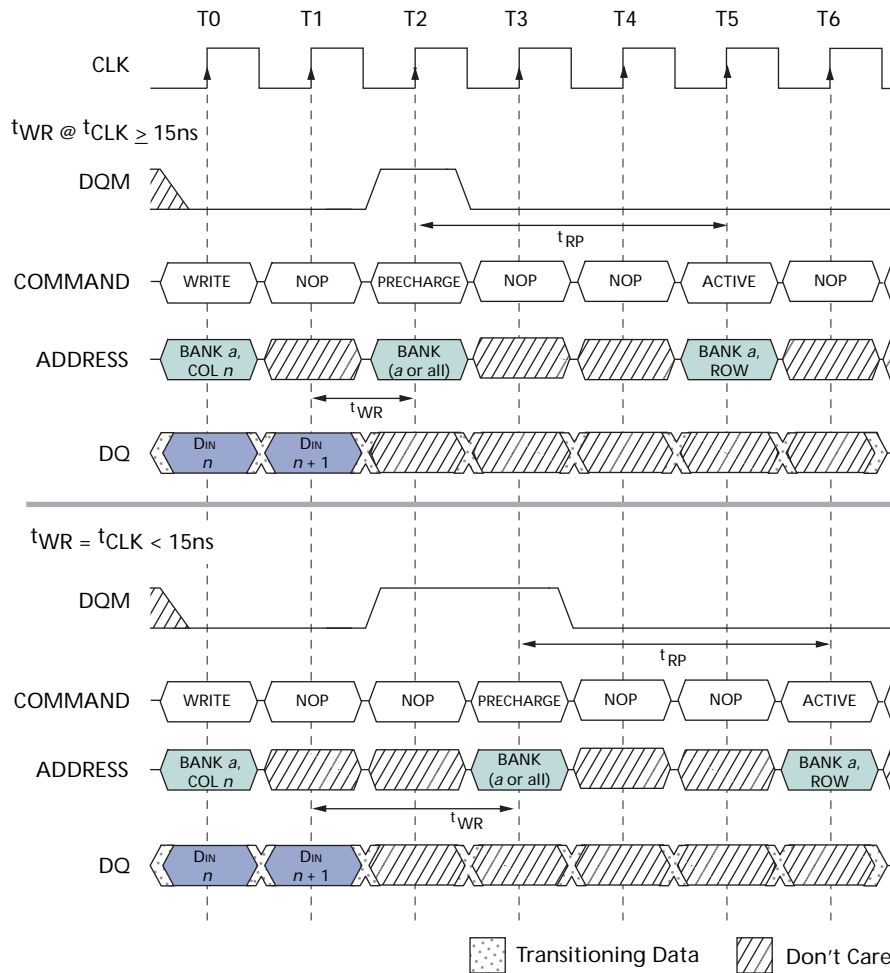 T0 T1 T2 T3 T4 T5 T6
CLK
tWR @ tCLK ≥ 15ns
DQM
tRP
COMMAND WRITE NOP PRECHARGE NOP NOP ACTIVE NOP
ADDRESS BANK a, COL n BANK (a or all) BANK a, ROW
tWR
DQ DIN n DIN n + 1
tWR = tCLK < 15ns
DQM
tRP
COMMAND WRITE NOP NOP PRECHARGE NOP NOP ACTIVE
ADDRESS BANK a, COL n BANK (a or all) BANK a, ROW
tWR
DQ DIN n DIN n + 1
Transitioning Data Don't Care